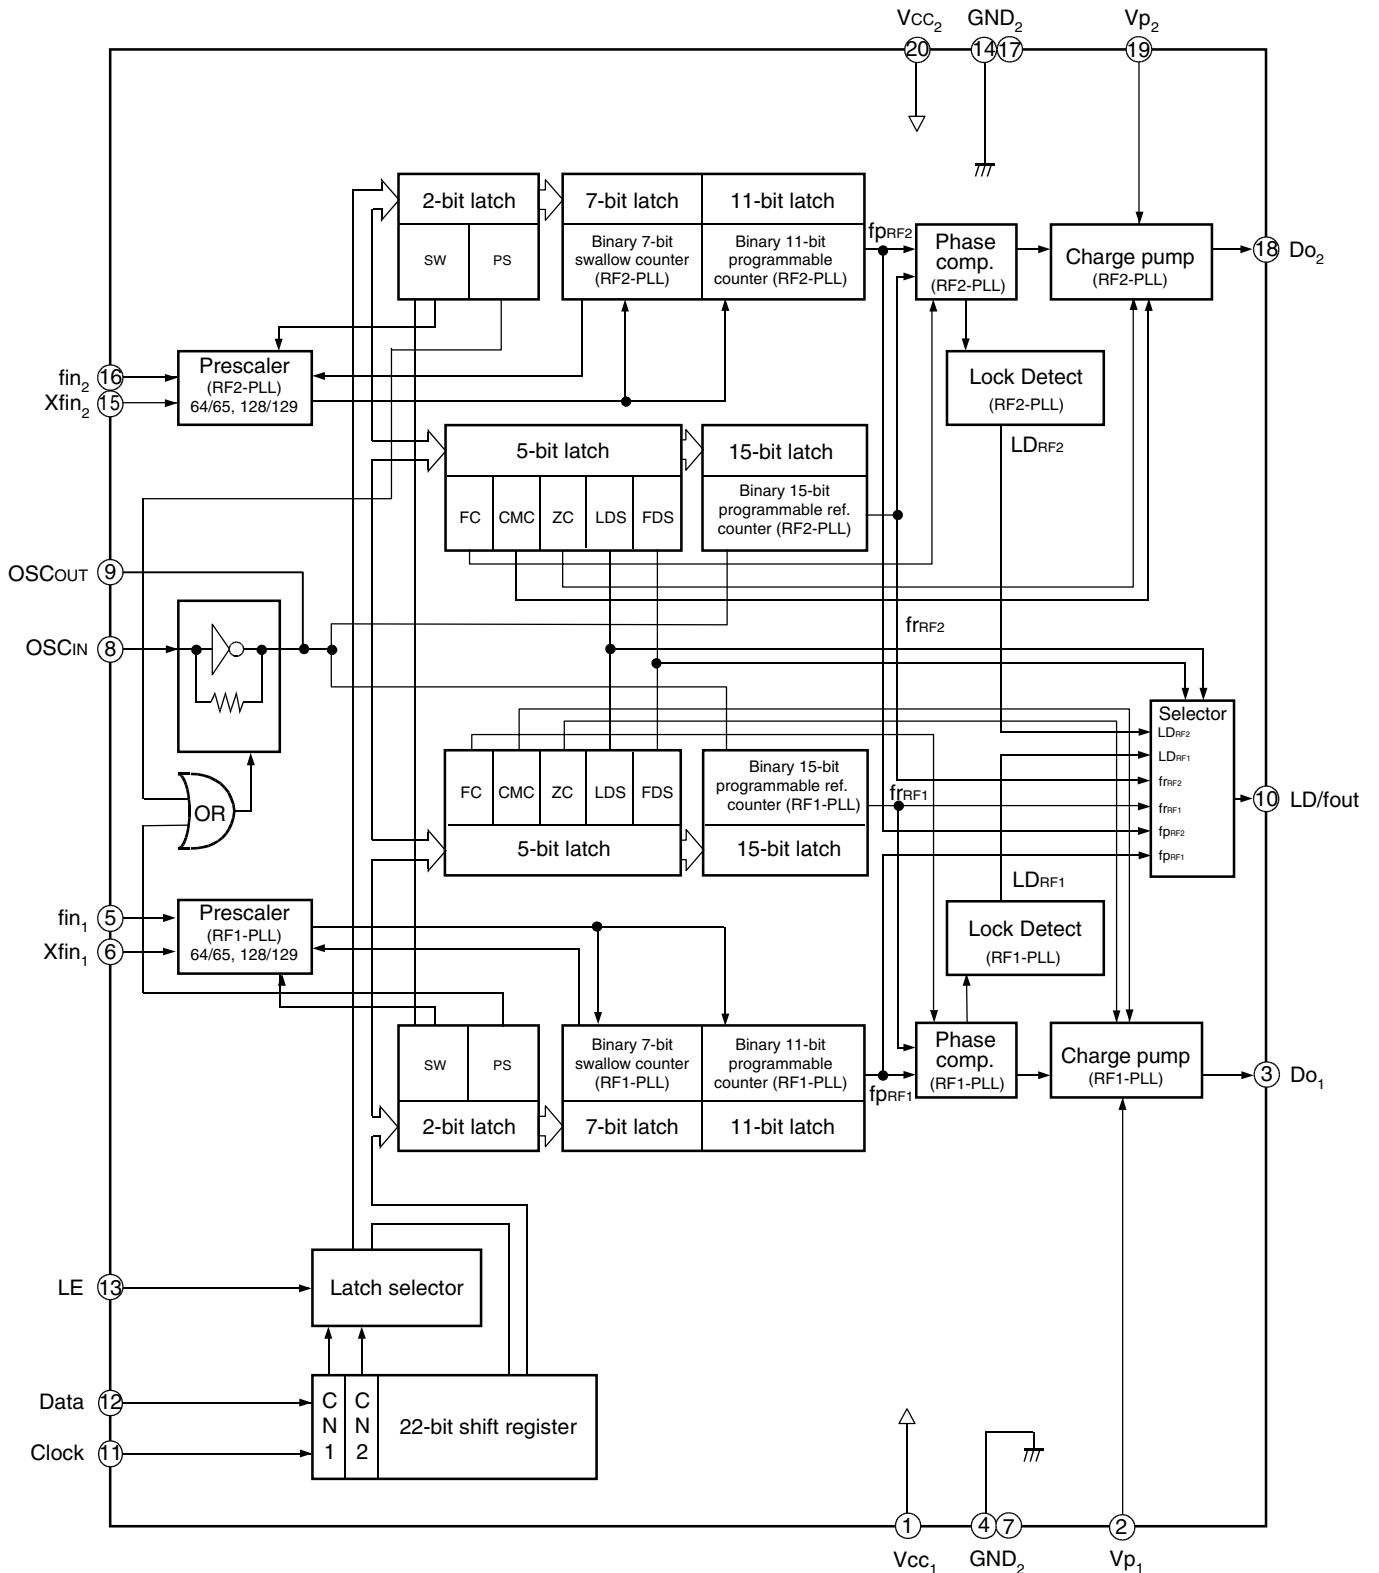 VCC2 GND2 Vp2
20 14 17 19
2-bit latch 7-bit latch 11-bit latch
SW PS
Binary 7-bit
swallow counter
(RF2-PLL)
Binary 11-bit
programmable
counter (RF2-PLL)
fpRF2
Phase
comp.
(RF2-PLL)
Charge pump
(RF2-PLL)
18 Do2
fin2 16
Xfin2 15
Prescaler
(RF2-PLL)
64/65, 128/129
Lock Detect
(RF2-PLL)
LDRF2
5-bit latch 15-bit latch
FC CMC ZC LDS FDS
Binary 15-bit
programmable ref.
counter (RF2-PLL)
OSCOUT 9
OSCIN 8
frRF2
Selector
LDRF2
LDRF1
frRF2
frRF1
fpRF2
fpRF1
10 LD/fout
OR
FC CMC ZC LDS FDS
Binary 15-bit
programmable ref.
counter (RF1-PLL)
frRF1
5-bit latch 15-bit latch
LDRF1
fin1 5
Xfin1 6
Prescaler
(RF1-PLL)
64/65, 128/129
Lock Detect
(RF1-PLL)
SW PS
Binary 7-bit
swallow counter
(RF1-PLL)
Binary 11-bit
programmable
counter (RF1-PLL)
fpRF1
Phase
comp.
(RF1-PLL)
Charge pump
(RF1-PLL)
3 Do1
2-bit latch 7-bit latch 11-bit latch
LE 13
Latch selector
Data 12
Clock 11
C
N
1
C
N
2
22-bit shift register
1 4 7 2
Vcc1 GND2 Vp1